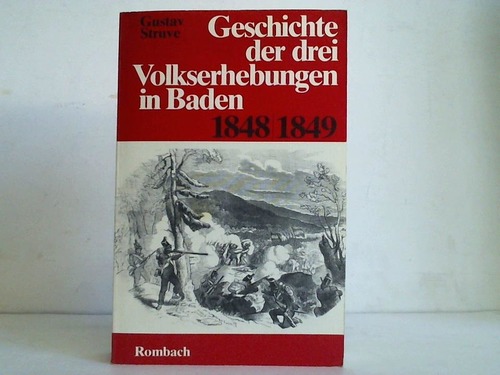 Gustav
Struve
Geschichte
der drei
Volkserhebungen
in Baden
1848/1849
Rombach